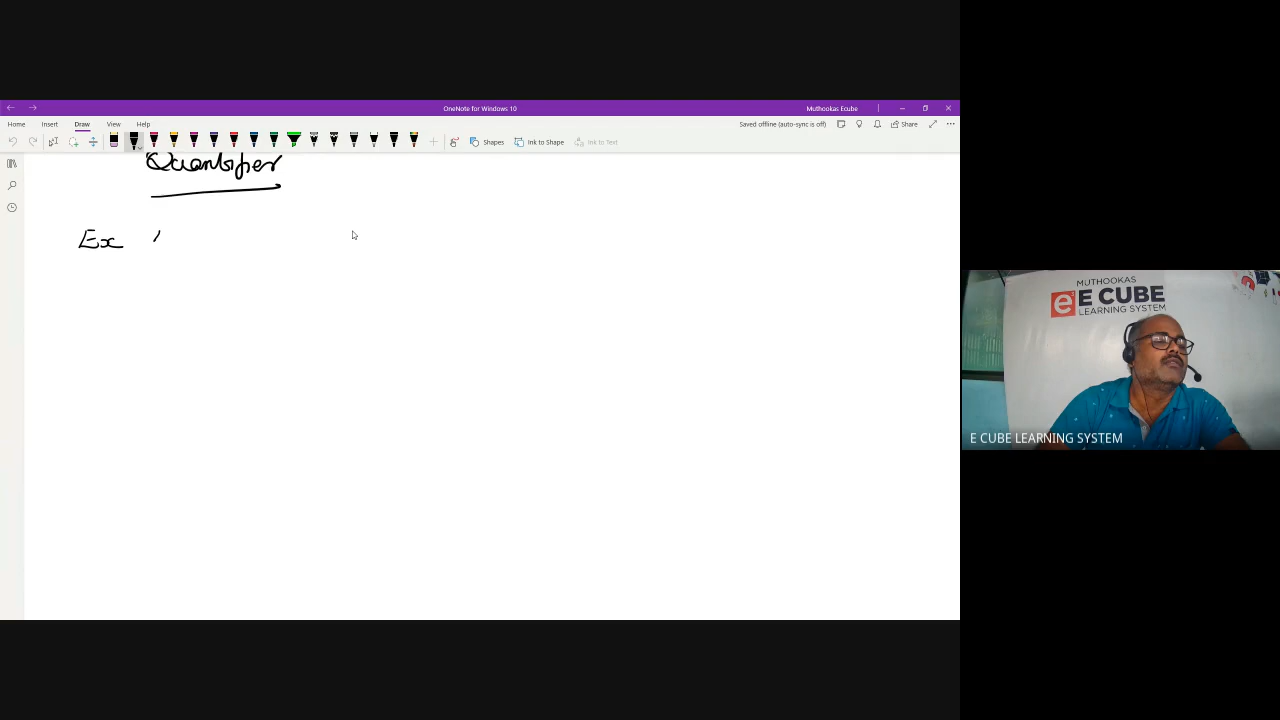 OneNote for Windows 10
Muthookas Ecube
Home Insert Draw View Help
Saved offline (auto-sync is off)
Share
Shapes
Ink to Shape
Ink to Text
Quantifier
Ex
MUTHOOKAS
e E CUBE
LEARNING SYSTEM
E CUBE LEARNING SYSTEM